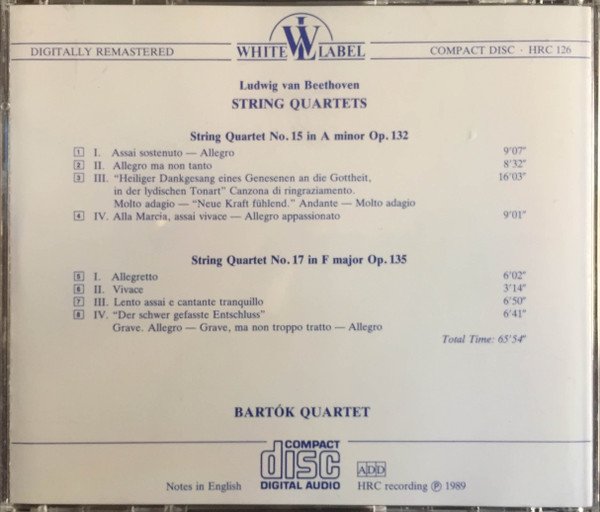 DIGITALLY REMASTERED
WL
WHITE LABEL
COMPACT DISC · HRC 126
Ludwig van Beethoven
STRING QUARTETS
String Quartet No. 15 in A minor Op. 132
1 I. Assai sostenuto — Allegro 9'07"
2 II. Allegro ma non tanto 8'32"
3 III. "Heiliger Dankgesang eines Genesenen an die Gottheit, 16'03"
in der lydischen Tonart" Canzona di ringraziamento.
Molto adagio — "Neue Kraft fühlend." Andante — Molto adagio
4 IV. Alla Marcia, assai vivace — Allegro appassionato 9'01"
String Quartet No. 17 in F major Op. 135
5 I. Allegretto 6'02"
6 II. Vivace 3'14"
7 III. Lento assai e cantante tranquillo 6'50"
8 IV. "Der schwer gefasste Entschluss" 6'41"
Grave. Allegro — Grave, ma non troppo tratto — Allegro
Total Time: 65'54"
BARTÓK QUARTET
COMPACT
disc
DIGITAL AUDIO
ADD
Notes in English
HRC recording ℗ 1989